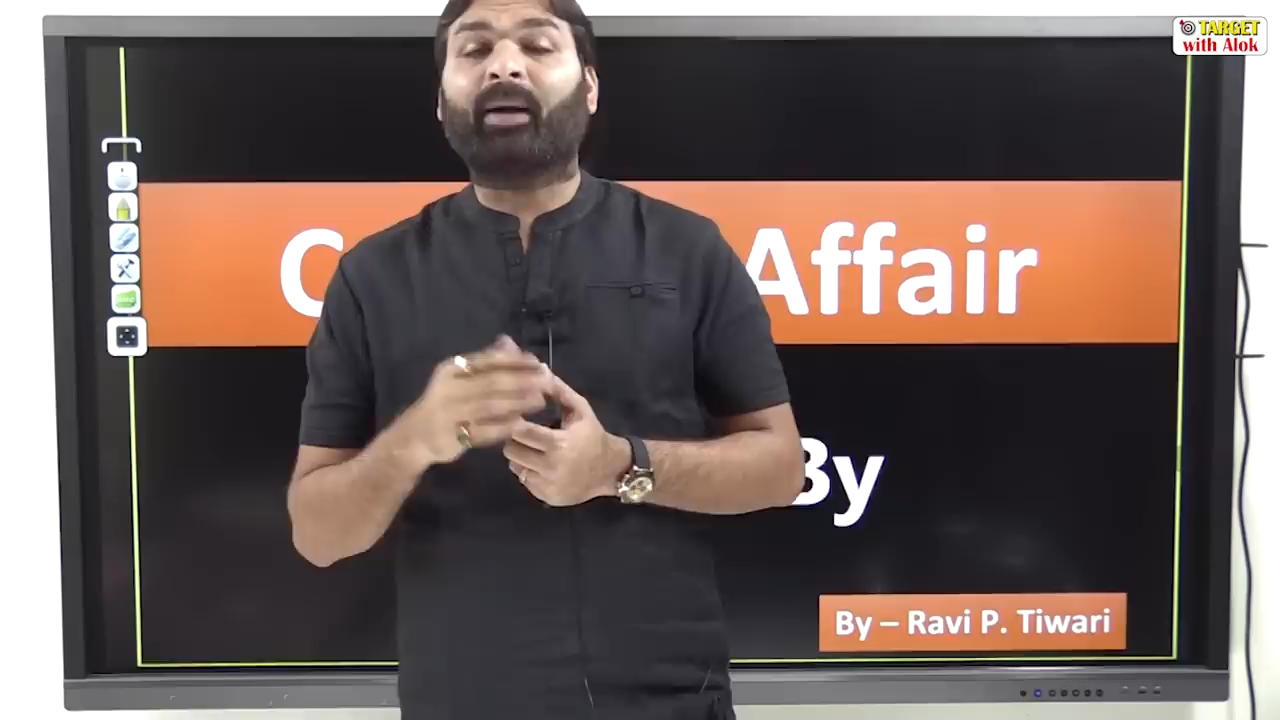 TARGET
with Alok
C Affair
By
By – Ravi P. Tiwari